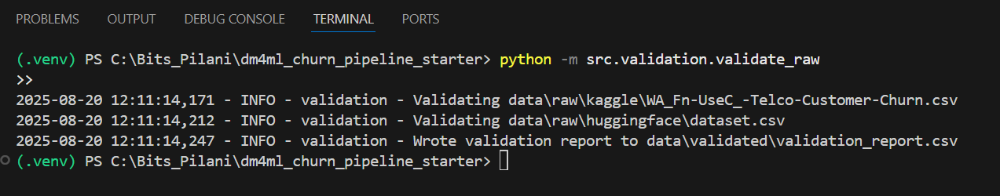 PROBLEMS OUTPUT DEBUG CONSOLE TERMINAL PORTS
(.venv) PS C:\Bits_Pilani\dm4ml_churn_pipeline_starter> python -m src.validation.validate_raw
>>
2025-08-20 12:11:14,171 - INFO - validation - Validating data\raw\kaggle\WA_Fn-UseC_-Telco-Customer-Churn.csv
2025-08-20 12:11:14,212 - INFO - validation - Validating data\raw\huggingface\dataset.csv
2025-08-20 12:11:14,247 - INFO - validation - Wrote validation report to data\validated\validation_report.csv
(.venv) PS C:\Bits_Pilani\dm4ml_churn_pipeline_starter>